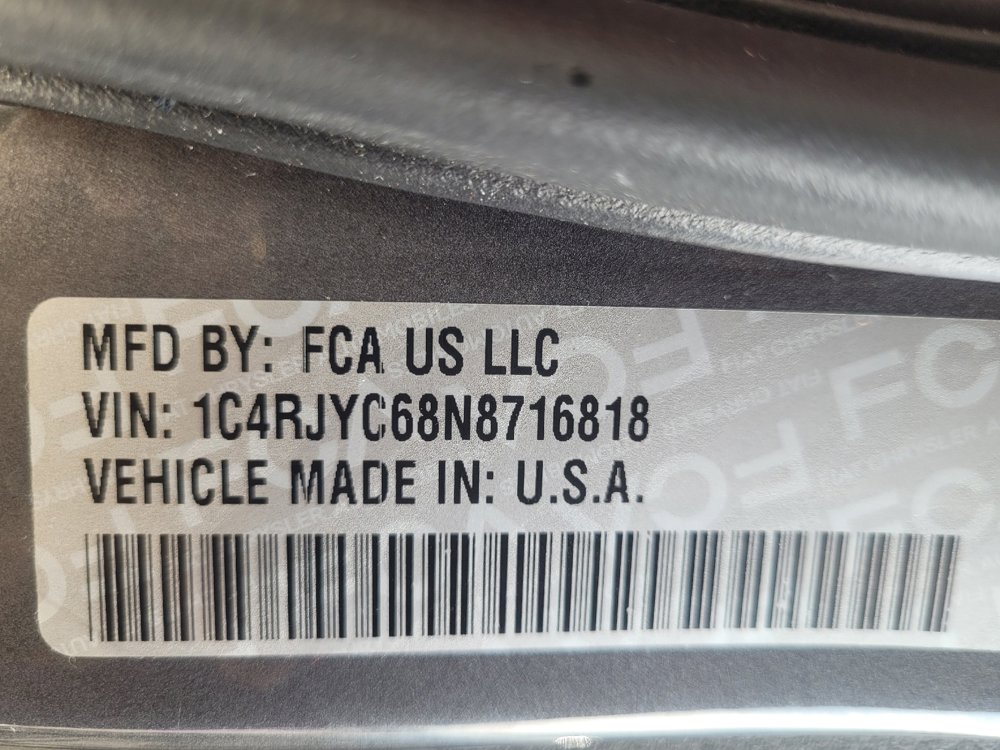 MFD BY: FCA US LLC
VIN: 1C4RJYC68N8716818
VEHICLE MADE IN: U.S.A.